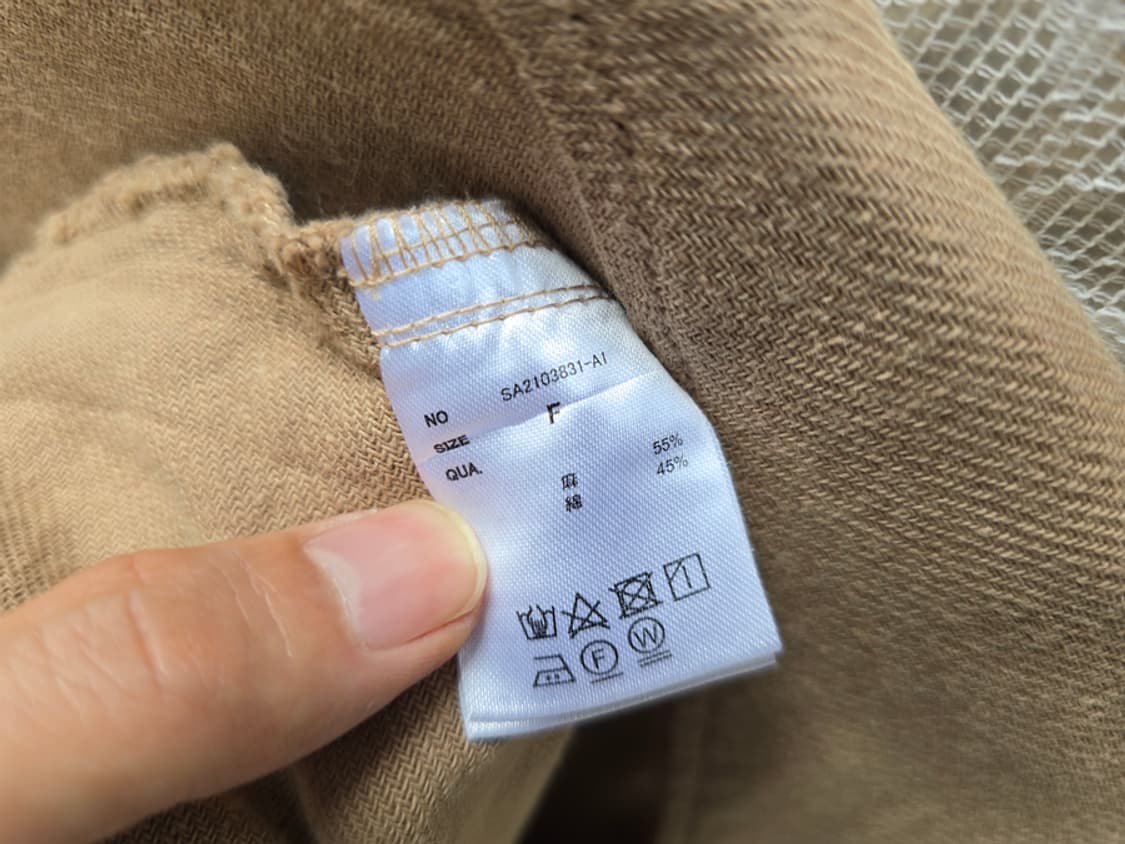 NO SA2103831-AI
SIZE F
QUA. 麻 55%
綿 45%
F W